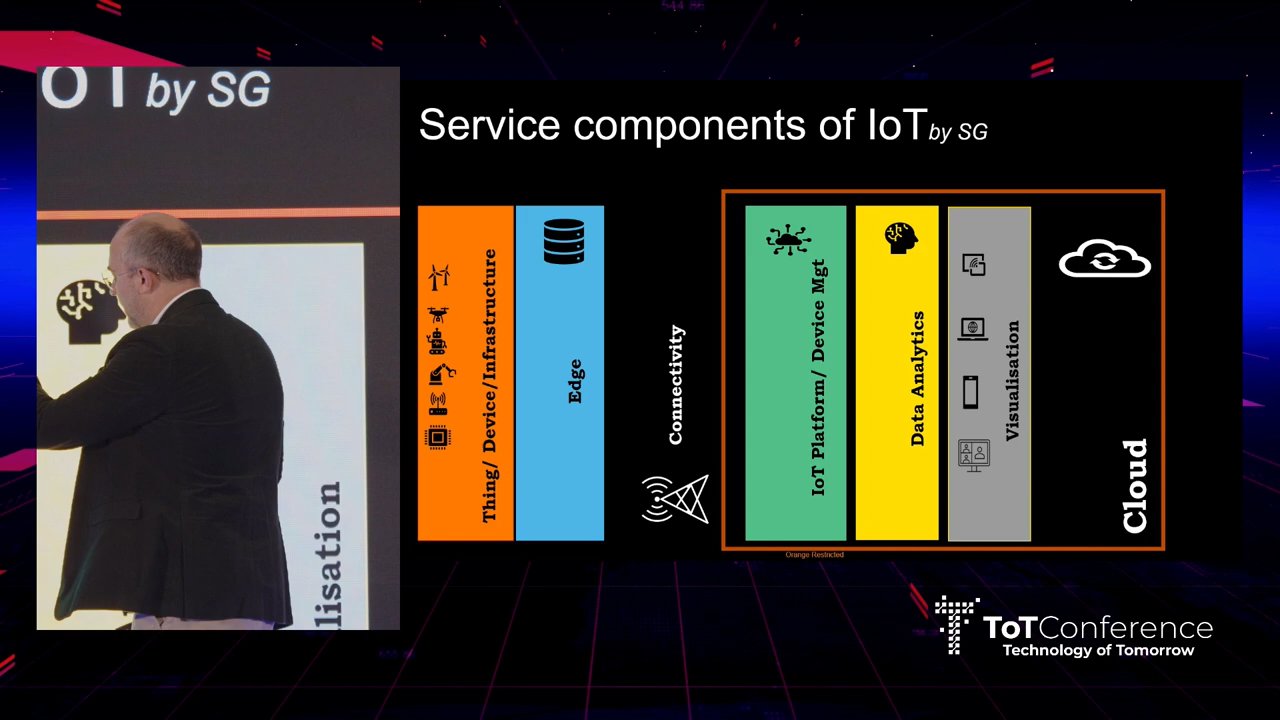 OT by SG
lisation
Service components of IoT by SG
Thing/ Device/Infrastructure
Edge
Connectivity
IoT Platform/ Device Mgt
Data Analytics
Visualisation
Cloud
Orange Restricted
ToTConference
Technology of Tomorrow